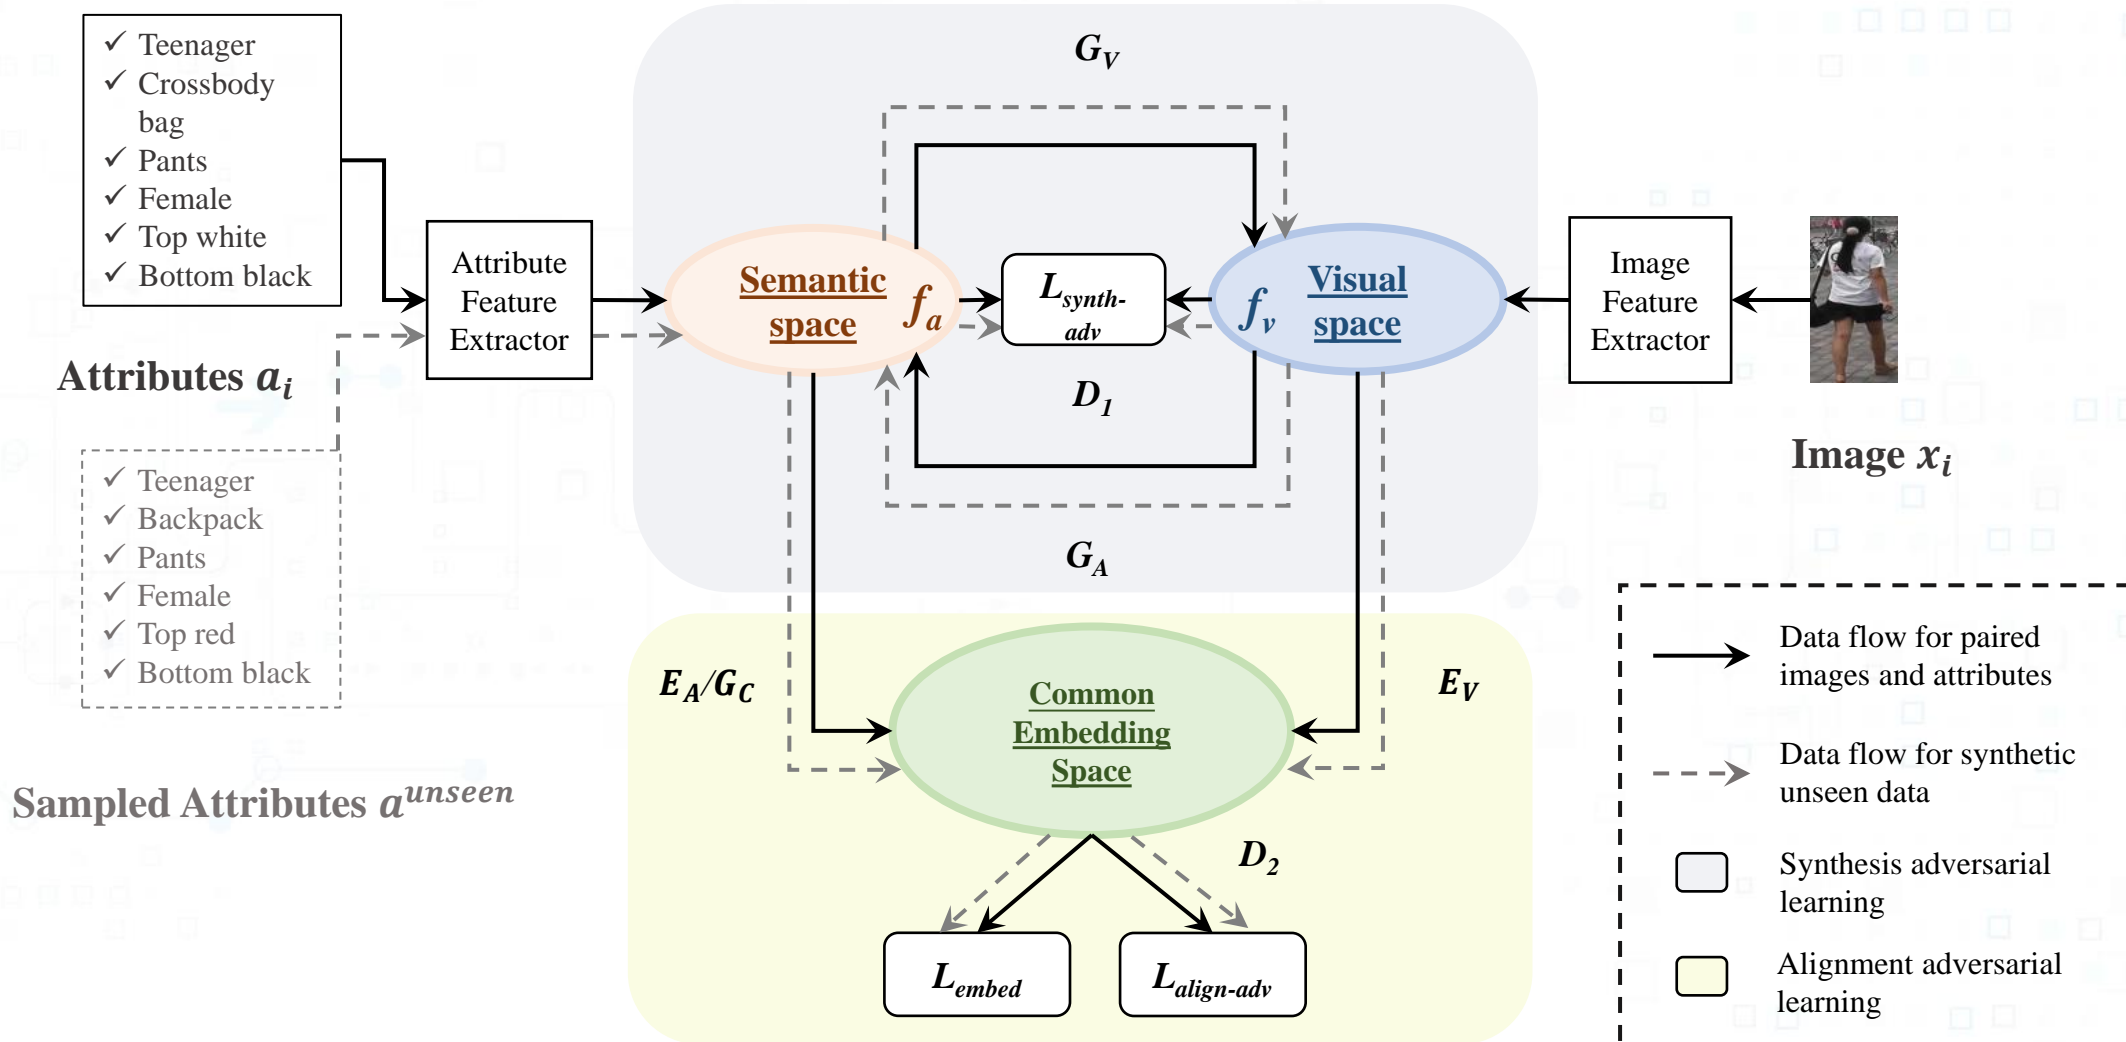 ✓ Teenager
✓ Crossbody
bag
✓ Pants
✓ Female
✓ Top white
✓ Bottom black
Attributes a_i
✓ Teenager
✓ Backpack
✓ Pants
✓ Female
✓ Top red
✓ Bottom black
Sampled Attributes a^unseen
Attribute
Feature
Extractor
G_V
Semantic
space
f_a
L_synth-
adv
f_v
Visual
space
D_1
G_A
Image
Feature
Extractor
Image x_i
E_A/G_C
Common
Embedding
Space
E_V
D_2
L_embed
L_align-adv
Data flow for paired
images and attributes
Data flow for synthetic
unseen data
Synthesis adversarial
learning
Alignment adversarial
learning